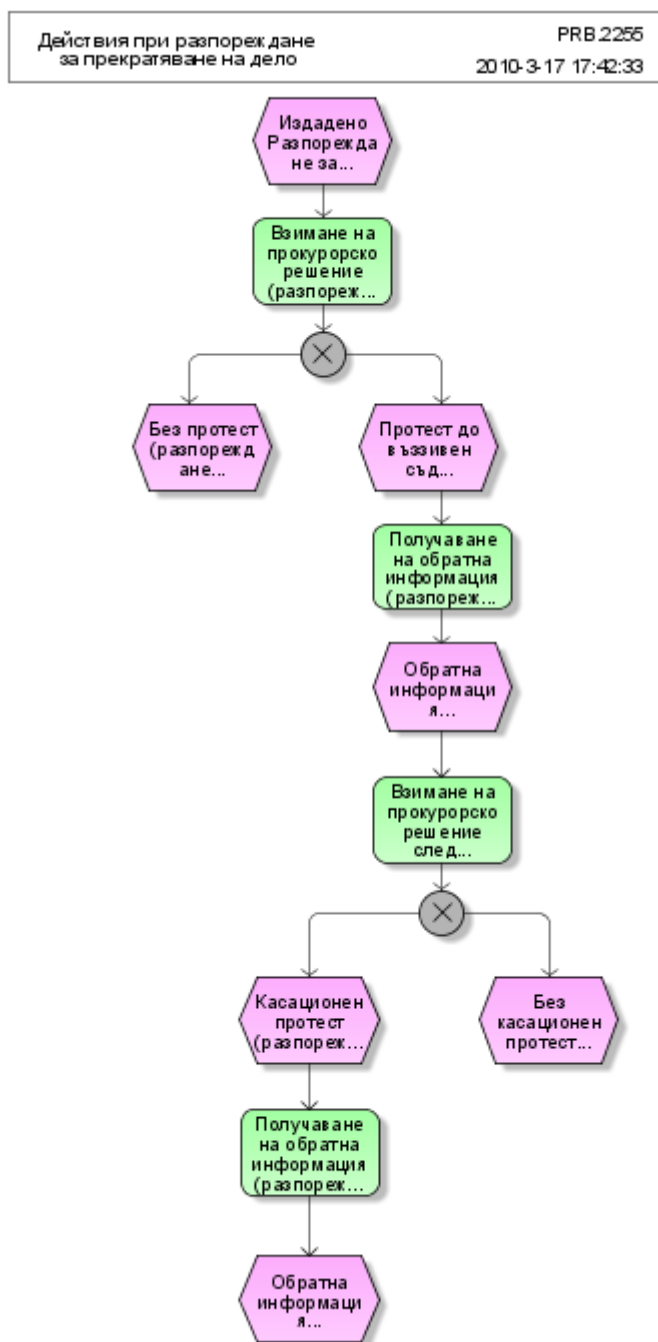 Действия при разпореждане
за прекратяване на дело
PRB.2255
2010-3-17 17:42:33
Издадено
Разпорежда
не за...
Взимане на
прокурорско
решение
(разпореж...
Без протест
(разпорежд
ане...
Протест до
въззивен
съд...
Получаване
на обратна
информация
(разпореж...
Обратна
информаци
я...
Взимане на
прокурорско
решение
след...
Касационен
протест
(разпореж...
Без
касационен
протест...
Получаване
на обратна
информация
(разпореж...
Обратна
информаци
я...